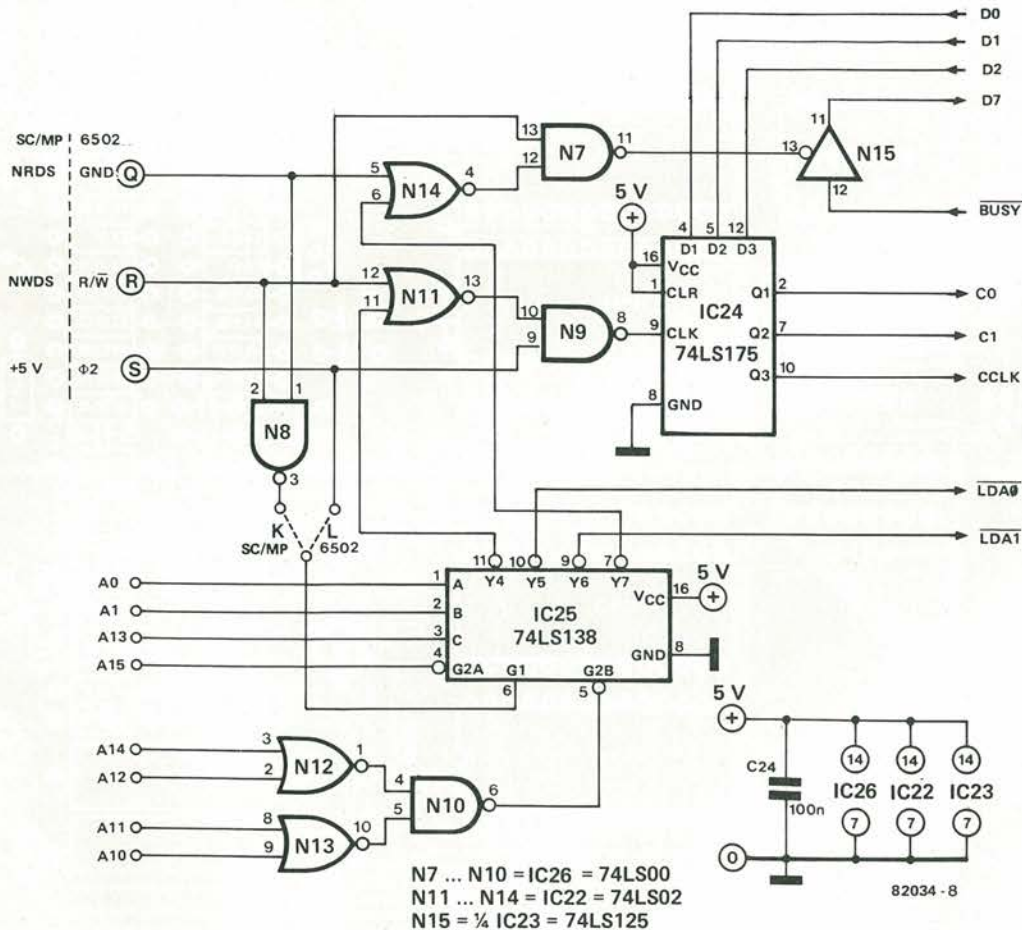 D0
D1
D2
D7
SC/MP 6502
NRDS GND Q
5 N14 4
6
13 N7 11
12
11
13 N15
12
5 V
+
BUSY
4 5 12
D1 D2 D3
16 VCC
1 CLR
IC24
9 CLK
74LS175
8 GND
Q1 2 C0
Q2 7 C1
Q3 10 CCLK
NWDS R/W R
12 N11 13
11
10 N9 8
9
+5 V Φ2 S
2 1
N8
3
K L
SC/MP 6502
LDA0
LDA1
11 10 9 7
Y4 Y5 Y6 Y7
A0 1 A
A1 2 B
A13 3 C
A15 4 G2A
IC25
74LS138
VCC 16 5 V
+
GND 8
G1 G2B
6 5
A14 3 N12 1
A12 2
4 N10 6
5
A11 8 N13 10
A10 9
5 V
+
C24
100n
14 14 14
IC26 IC22 IC23
7 7 7
0
82034 - 8
N7 ... N10 = IC26 = 74LS00
N11 ... N14 = IC22 = 74LS02
N15 = ¼ IC23 = 74LS125